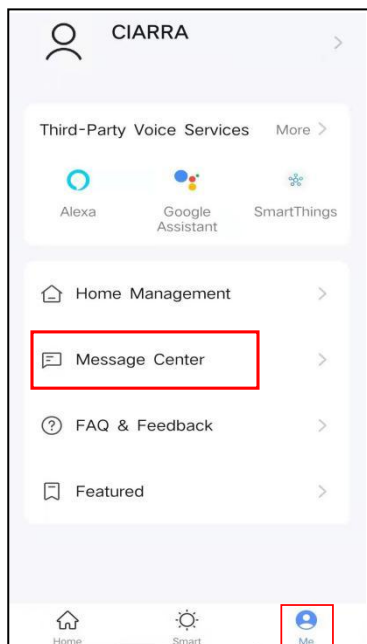 CIARRA
Third-Party Voice Services More
Alexa
Google Assistant
SmartThings
Home Management
Message Center
FAQ & Feedback
Featured
Home Smart Me